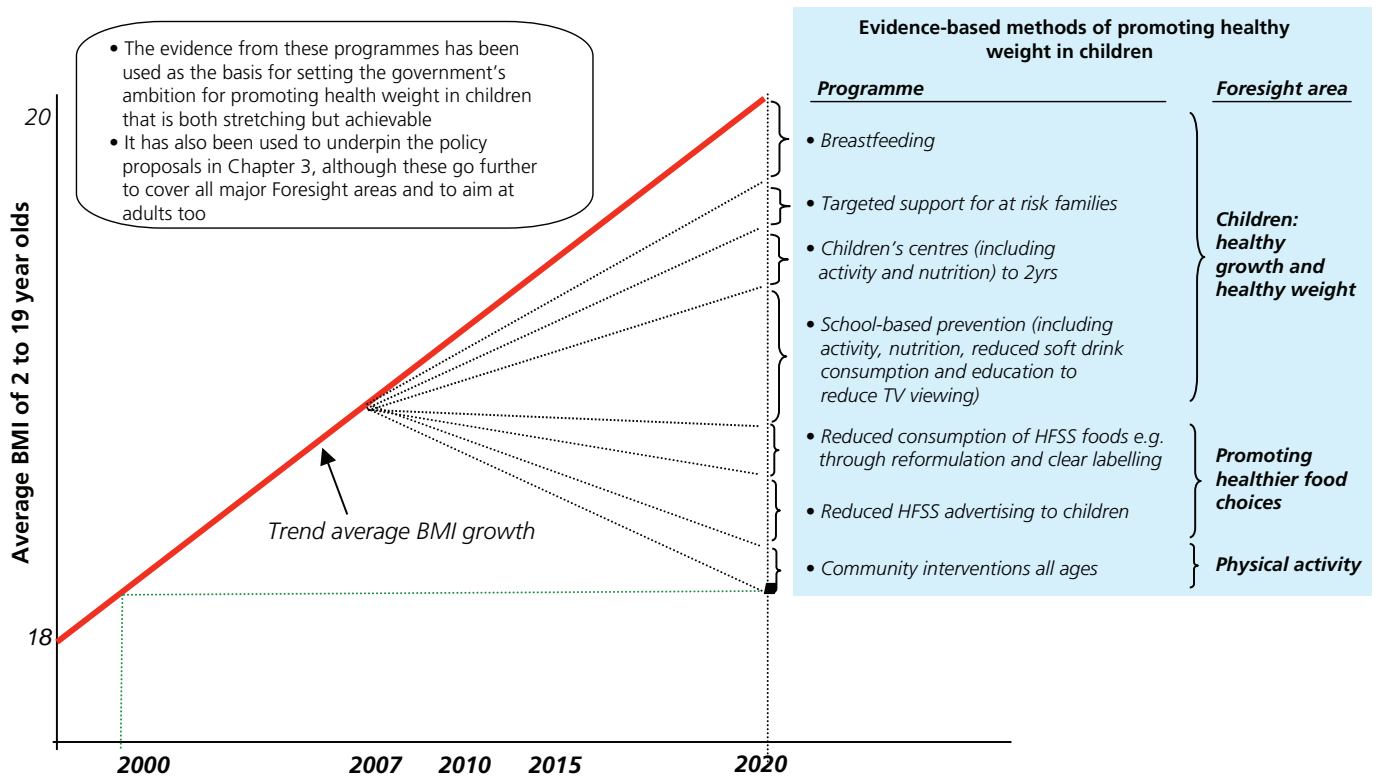 • The evidence from these programmes has been
used as the basis for setting the government's
ambition for promoting health weight in children
that is both stretching but achievable
• It has also been used to underpin the policy
proposals in Chapter 3, although these go further
to cover all major Foresight areas and to aim at
adults too
Average BMI of 2 to 19 year olds
20
18
Trend average BMI growth
2000
2007
2010
2015
2020
Evidence-based methods of promoting healthy
weight in children
Programme
Foresight area
• Breastfeeding
• Targeted support for at risk families
• Children's centres (including
activity and nutrition) to 2yrs
• School-based prevention (including
activity, nutrition, reduced soft drink
consumption and education to
reduce TV viewing)
Children:
healthy
growth and
healthy weight
• Reduced consumption of HFSS foods e.g.
through reformulation and clear labelling
• Reduced HFSS advertising to children
Promoting
healthier food
choices
• Community interventions all ages
Physical activity